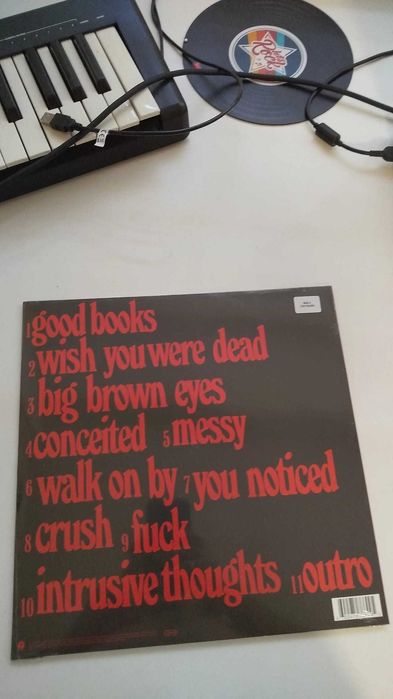 Rock
1 good books
2 wish you were dead
3 big brown eyes
4 conceited 5 messy
6 walk on by 7 you noticed
8 crush 9 fuck
10 intrusive thoughts 11 outro